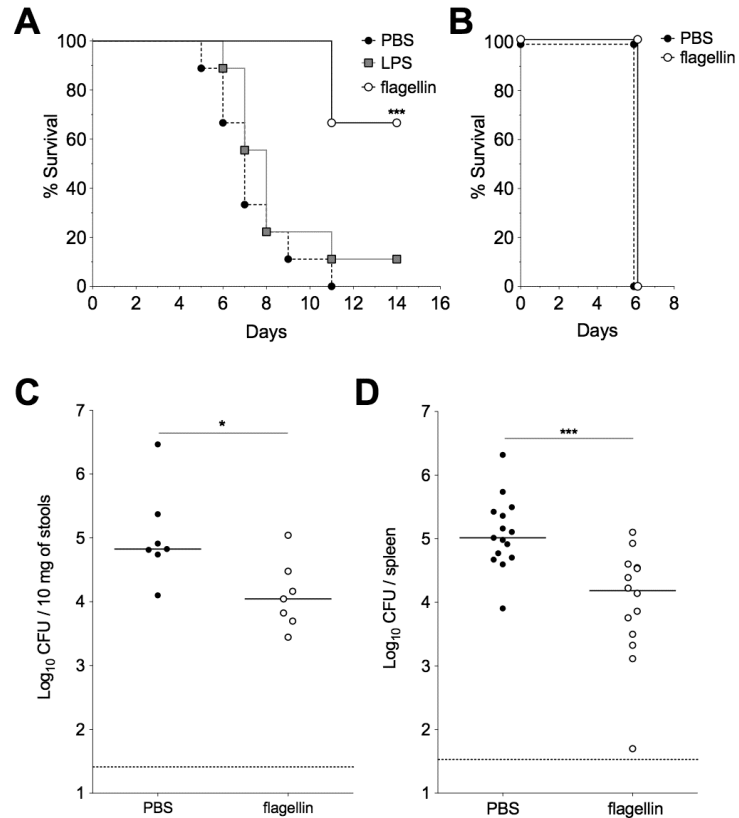 A
PBS
LPS
flagellin
***
% Survival
100
80
60
40
20
0
0 2 4 6 8 10 12 14 16
Days
B
PBS
flagellin
% Survival
100
80
60
40
20
0
0 2 4 6 8
Days
C
Log10 CFU / 10 mg of stools
7
6
5
4
3
2
1
*
PBS flagellin
D
Log10 CFU / spleen
7
6
5
4
3
2
1
***
PBS flagellin